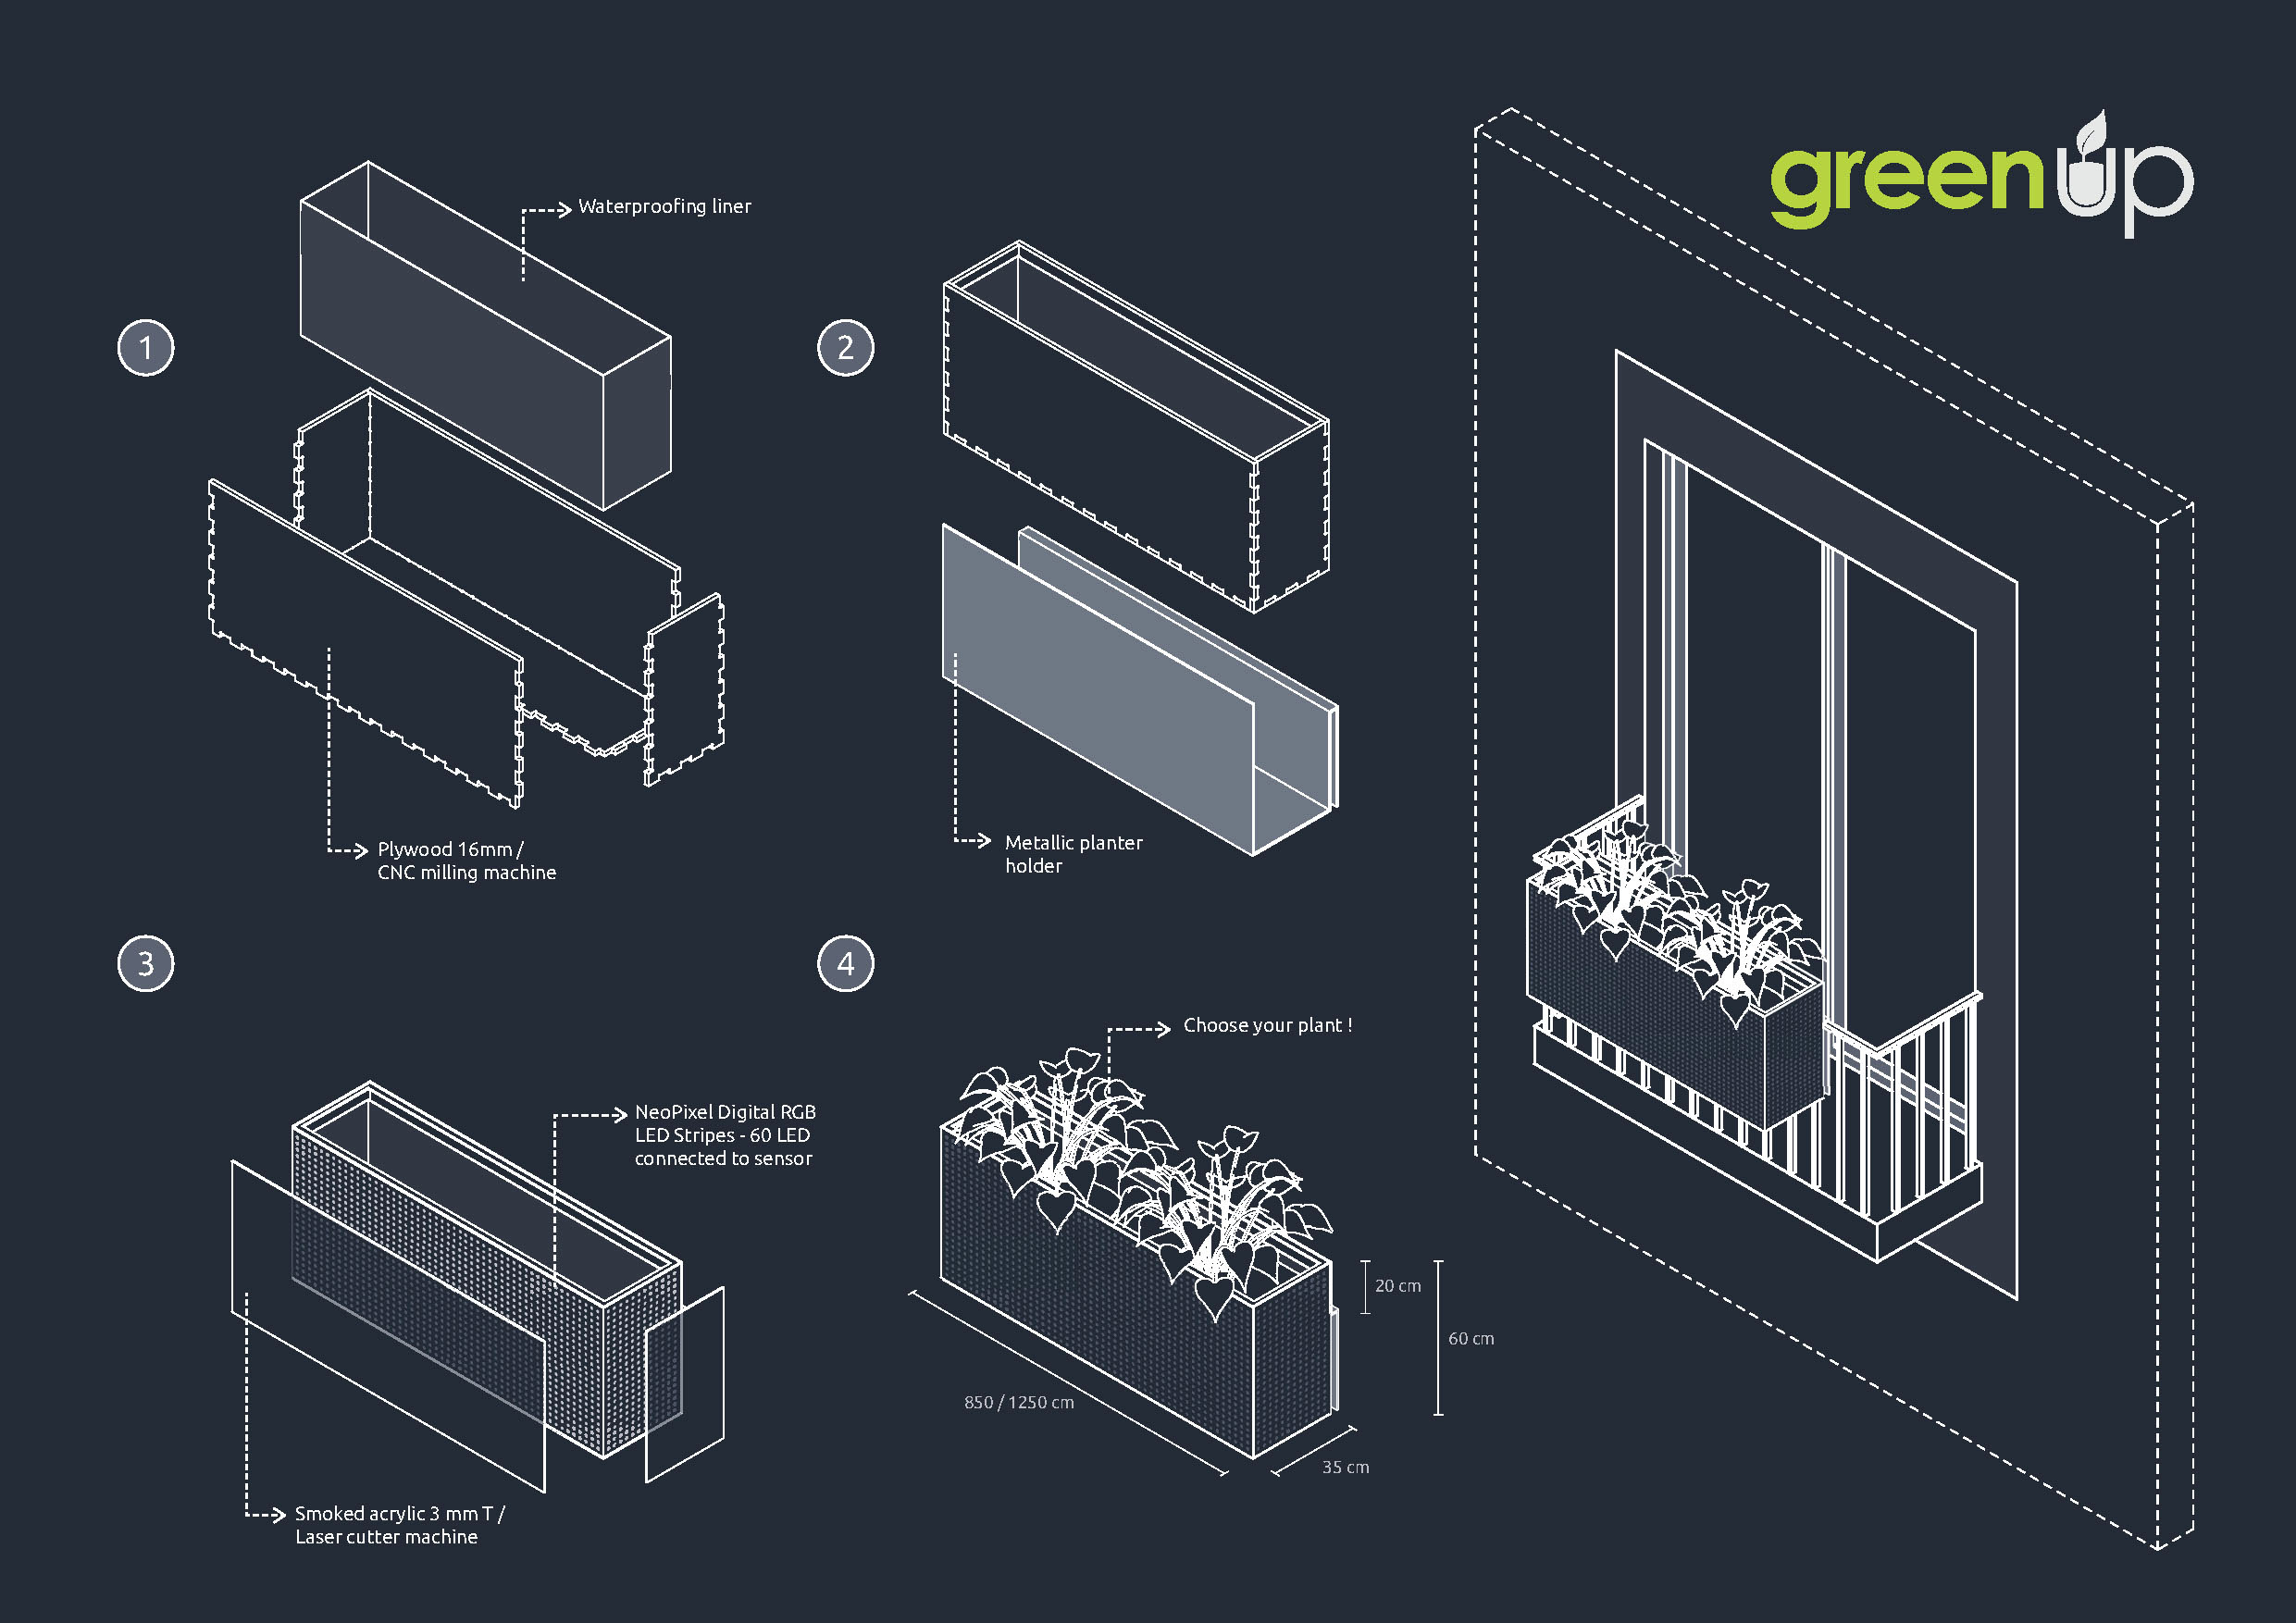 greenup
1
Waterproofing liner
Plywood 16mm /
CNC milling machine
2
Metallic planter
holder
3
NeoPixel Digital RGB
LED Stripes - 60 LED
connected to sensor
Smoked acrylic 3 mm T /
Laser cutter machine
4
Choose your plant !
20 cm
60 cm
850 / 1250 cm
35 cm